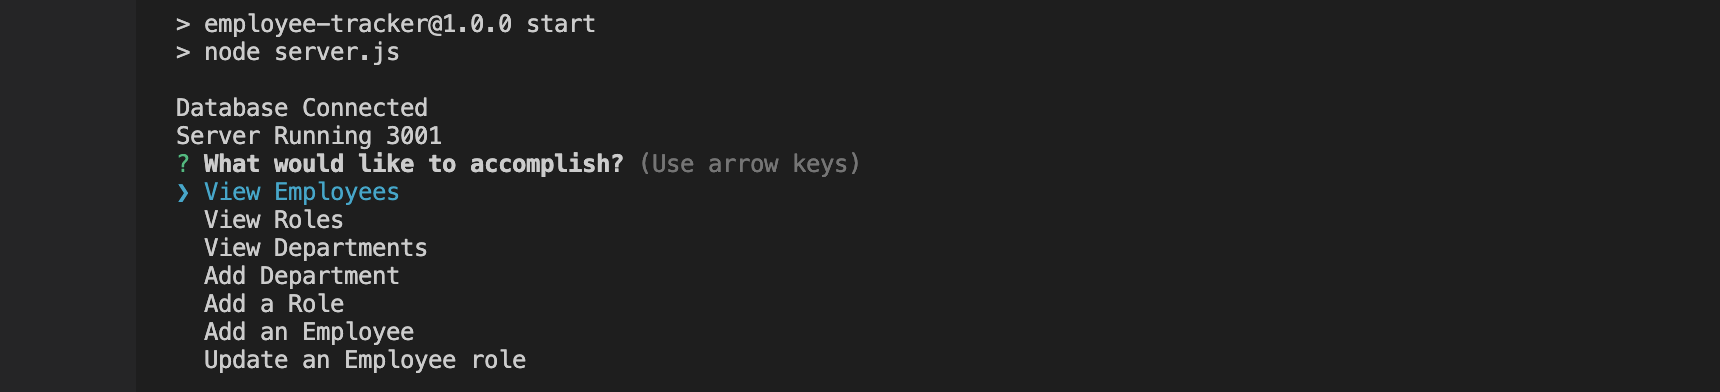 > employee-tracker@1.0.0 start
> node server.js
Database Connected
Server Running 3001
? What would like to accomplish? (Use arrow keys)
❯ View Employees
View Roles
View Departments
Add Department
Add a Role
Add an Employee
Update an Employee role